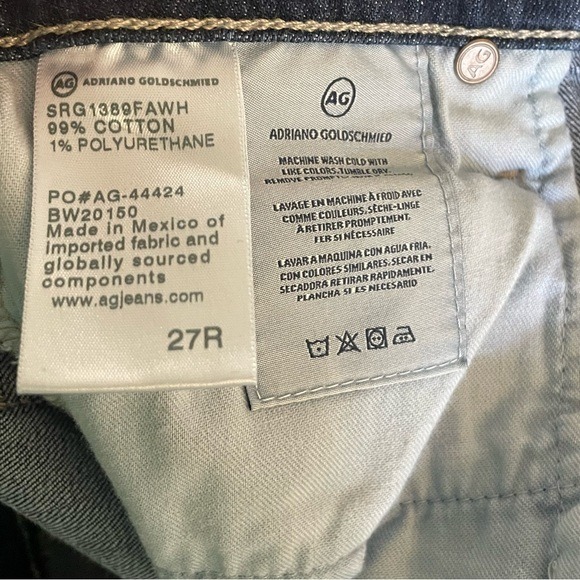 AG ADRIANO GOLDSCHMIED
SRG1389FAWH
99% COTTON
1% POLYURETHANE
PO#AG-44424
BW20150
Made in Mexico of
imported fabric and
globally sourced
components
www.agjeans.com
27R
AG
ADRIANO GOLDSCHMIED
MACHINE WASH COLD WITH
LIKE COLORS, TUMBLE DRY.
LAVAGE EN MACHINE À FROID AVEC
COMME COULEURS, SÈCHE-LINGE
À RETIRER PROMPTEMENT.
FER SI NÉCESSAIRE
LAVAR A MAQUINA CON AGUA FRIA.
CON COLORES SIMILARES. SECAR EN
SECADORA RETIRAR RAPIDAMENTE.
PLANCHA SI ES NECESARIO
AG